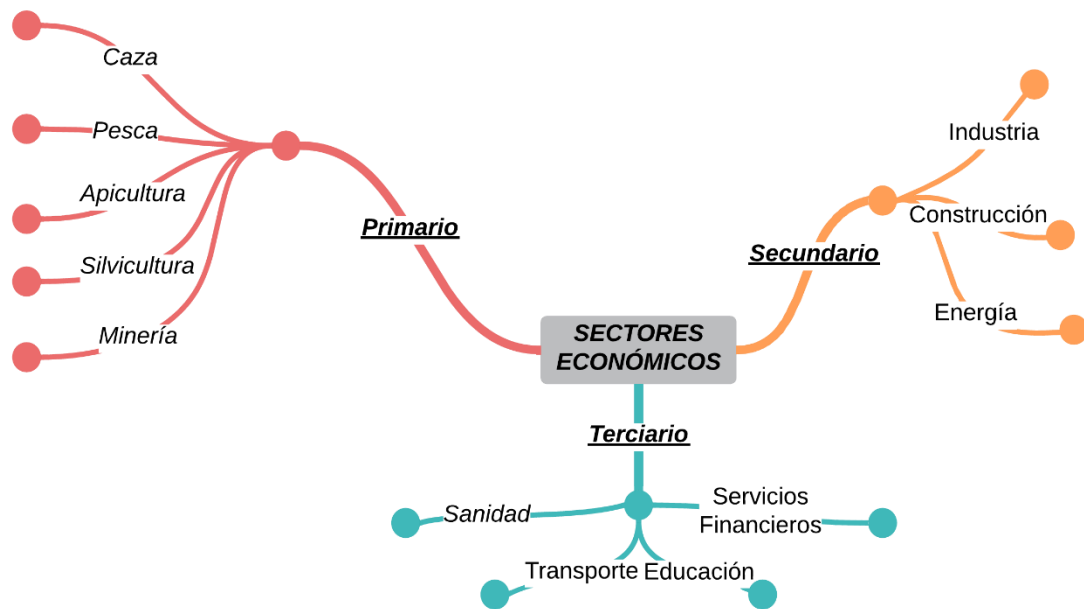 Caza
Pesca
Apicultura
Silvicultura
Minería
Primario
SECTORES
ECONÓMICOS
Secundario
Industria
Construcción
Energía
Terciario
Sanidad
Transporte
Educación
Servicios
Financieros